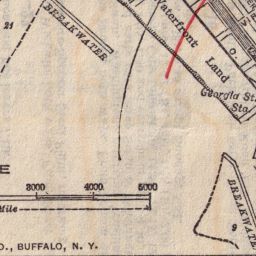 21
BREAKWATER
Waterfront
Land
Georgia St.
Sta.
E
3000 4000 5000
Mile
BREAKWATER
9
O., BUFFALO, N. Y.